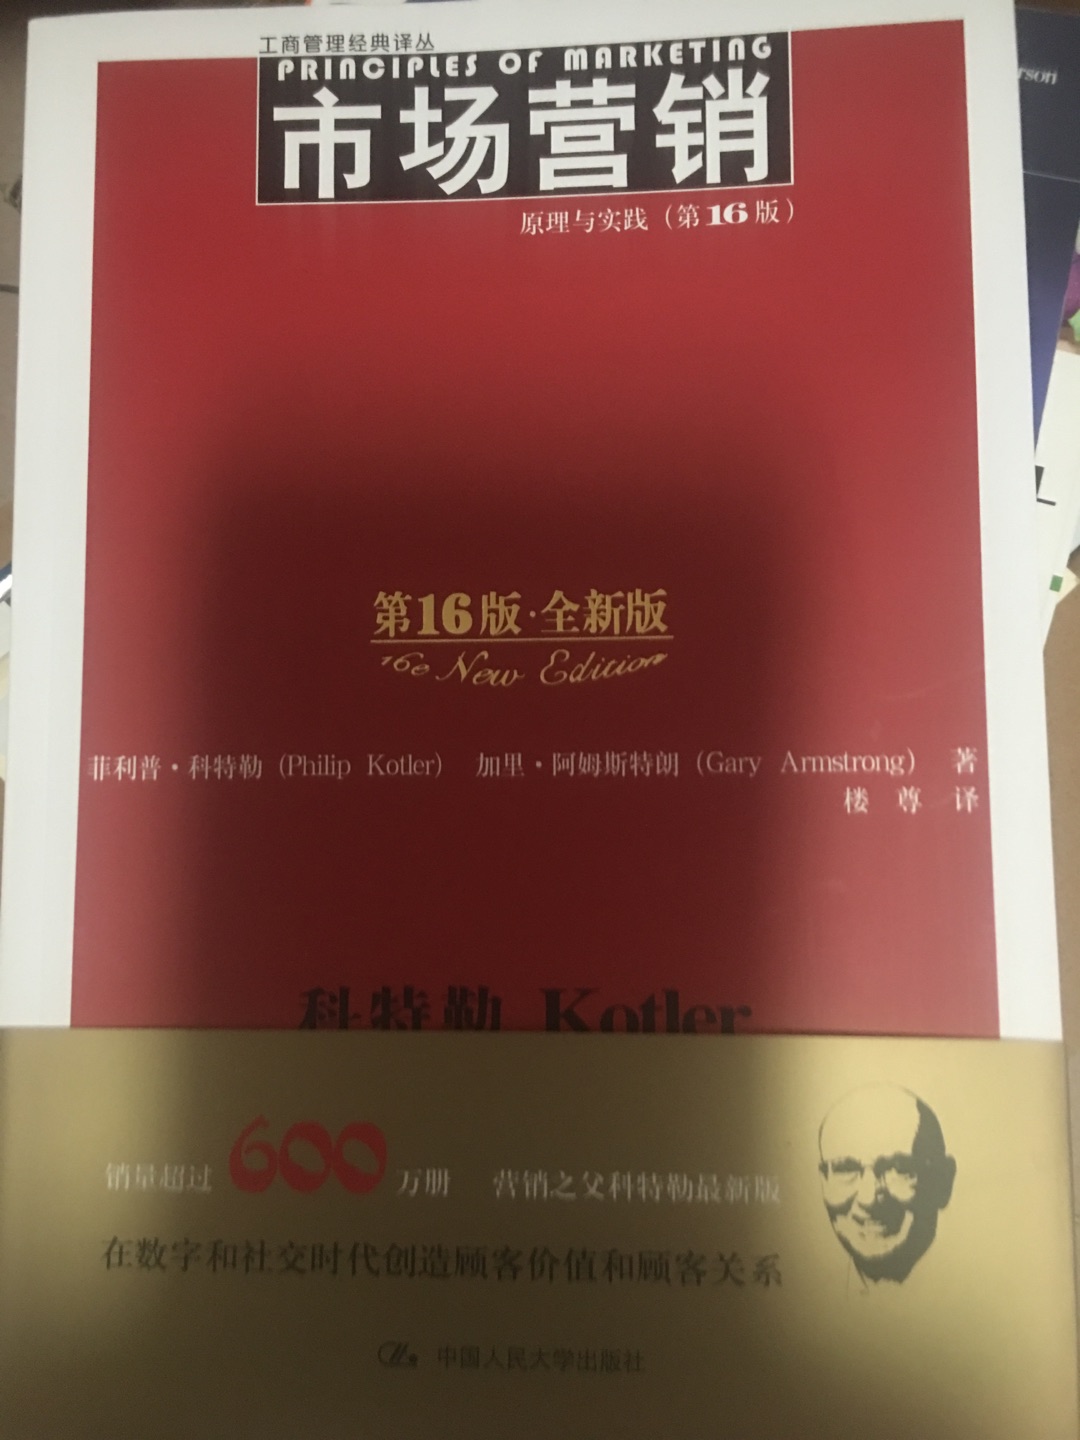 工商管理经典译丛
PRINCIPLES OF MARKETING
市场营销
原理与实践（第16版）
第16版·全新版
16e New Edition
菲利普·科特勒 (Philip Kotler) 加里·阿姆斯特朗 (Gary Armstrong) 著
楼 尊 译
科特勒 Kotler
销量超过600万册 营销之父科特勒最新版
在数字和社交时代创造顾客价值和顾客关系
中国人民大学出版社